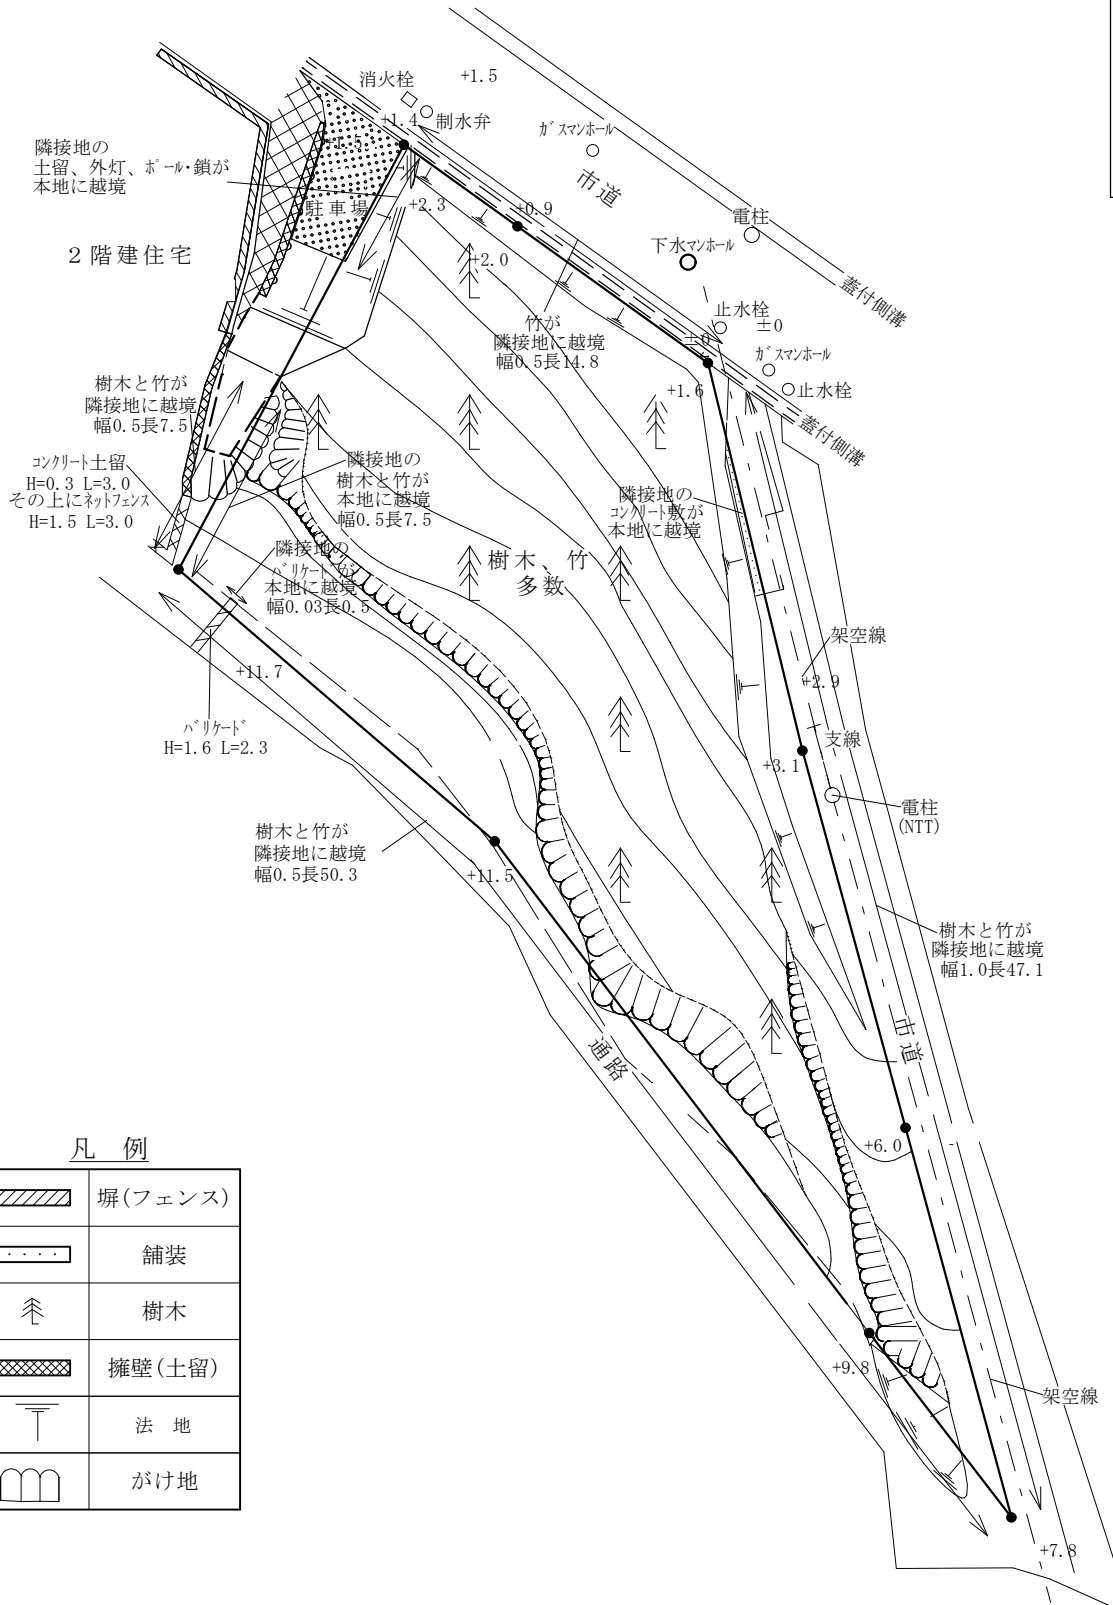 消火栓
+1.5
+1.4
制水弁
ガスマンホール
隣接地の
土留、外灯、ポール・鎖が
本地に越境
+1.5
市道
駐車場
+2.3
+0.9
電柱
2階建住宅
+2.0
下水マンホール
蓋付側溝
止水栓
±0
竹が
隣接地に越境
幅0.5長14.8
±0
ガスマンホール
+1.6
止水栓
樹木と竹が
隣接地に越境
幅0.5長7.5
蓋付側溝
コンクリート土留
H=0.3 L=3.0
その上にネットフェンス
H=1.5 L=3.0
隣接地の
樹木と竹が
本地に越境
幅0.5長7.5
隣接地の
コンクリート敷が
本地に越境
隣接地の
バリケードが
本地に越境
幅0.03長0.5
樹木、竹
多数
架空線
+11.7
+2.9
バリケード
H=1.6 L=2.3
支線
+3.1
電柱
(NTT)
樹木と竹が
隣接地に越境
幅0.5長50.3
+11.5
樹木と竹が
隣接地に越境
幅1.0長47.1
市道
通路
+6.0
凡 例
塀(フェンス)
舗装
樹木
擁壁(土留)
法 地
がけ地
+9.8
架空線
+7.8